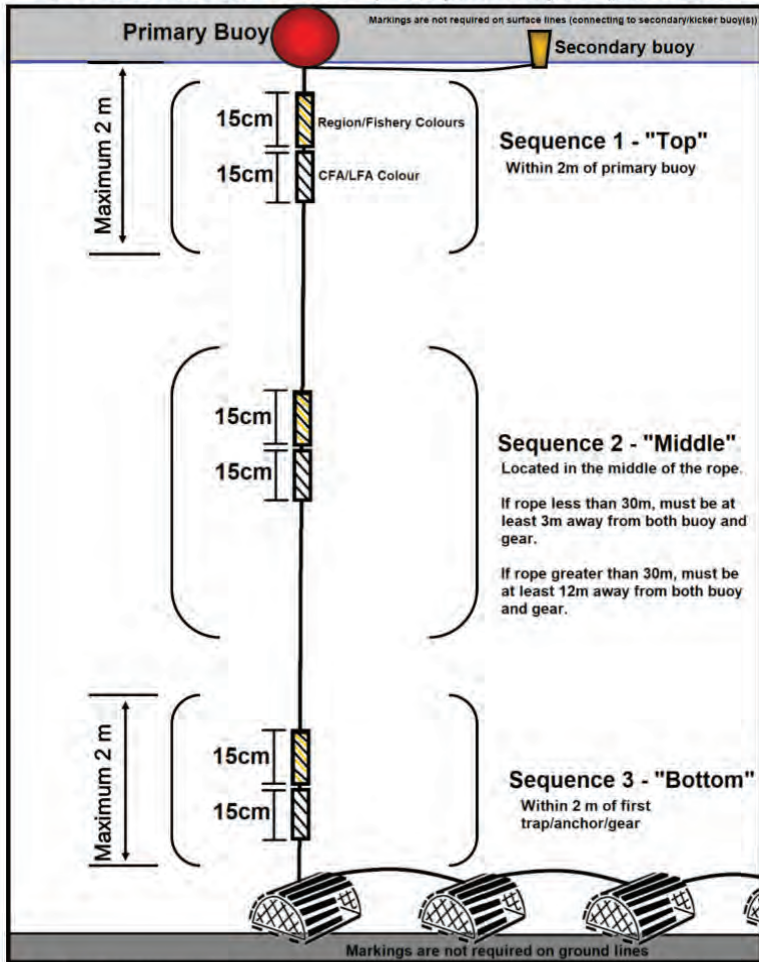 Markings are not required on surface lines (connecting to secondary/kicker buoy(s))
Primary Buoy
Secondary buoy
Maximum 2 m
15cm
Region/Fishery Colours
15cm
CFA/LFA Colour
Sequence 1 - "Top"
Within 2m of primary buoy
15cm
15cm
Sequence 2 - "Middle"
Located in the middle of the rope.
If rope less than 30m, must be at
least 3m away from both buoy and
gear.
If rope greater than 30m, must be
at least 12m away from both buoy
and gear.
Maximum 2 m
15cm
15cm
Sequence 3 - "Bottom"
Within 2 m of first
trap/anchor/gear
Markings are not required on ground lines